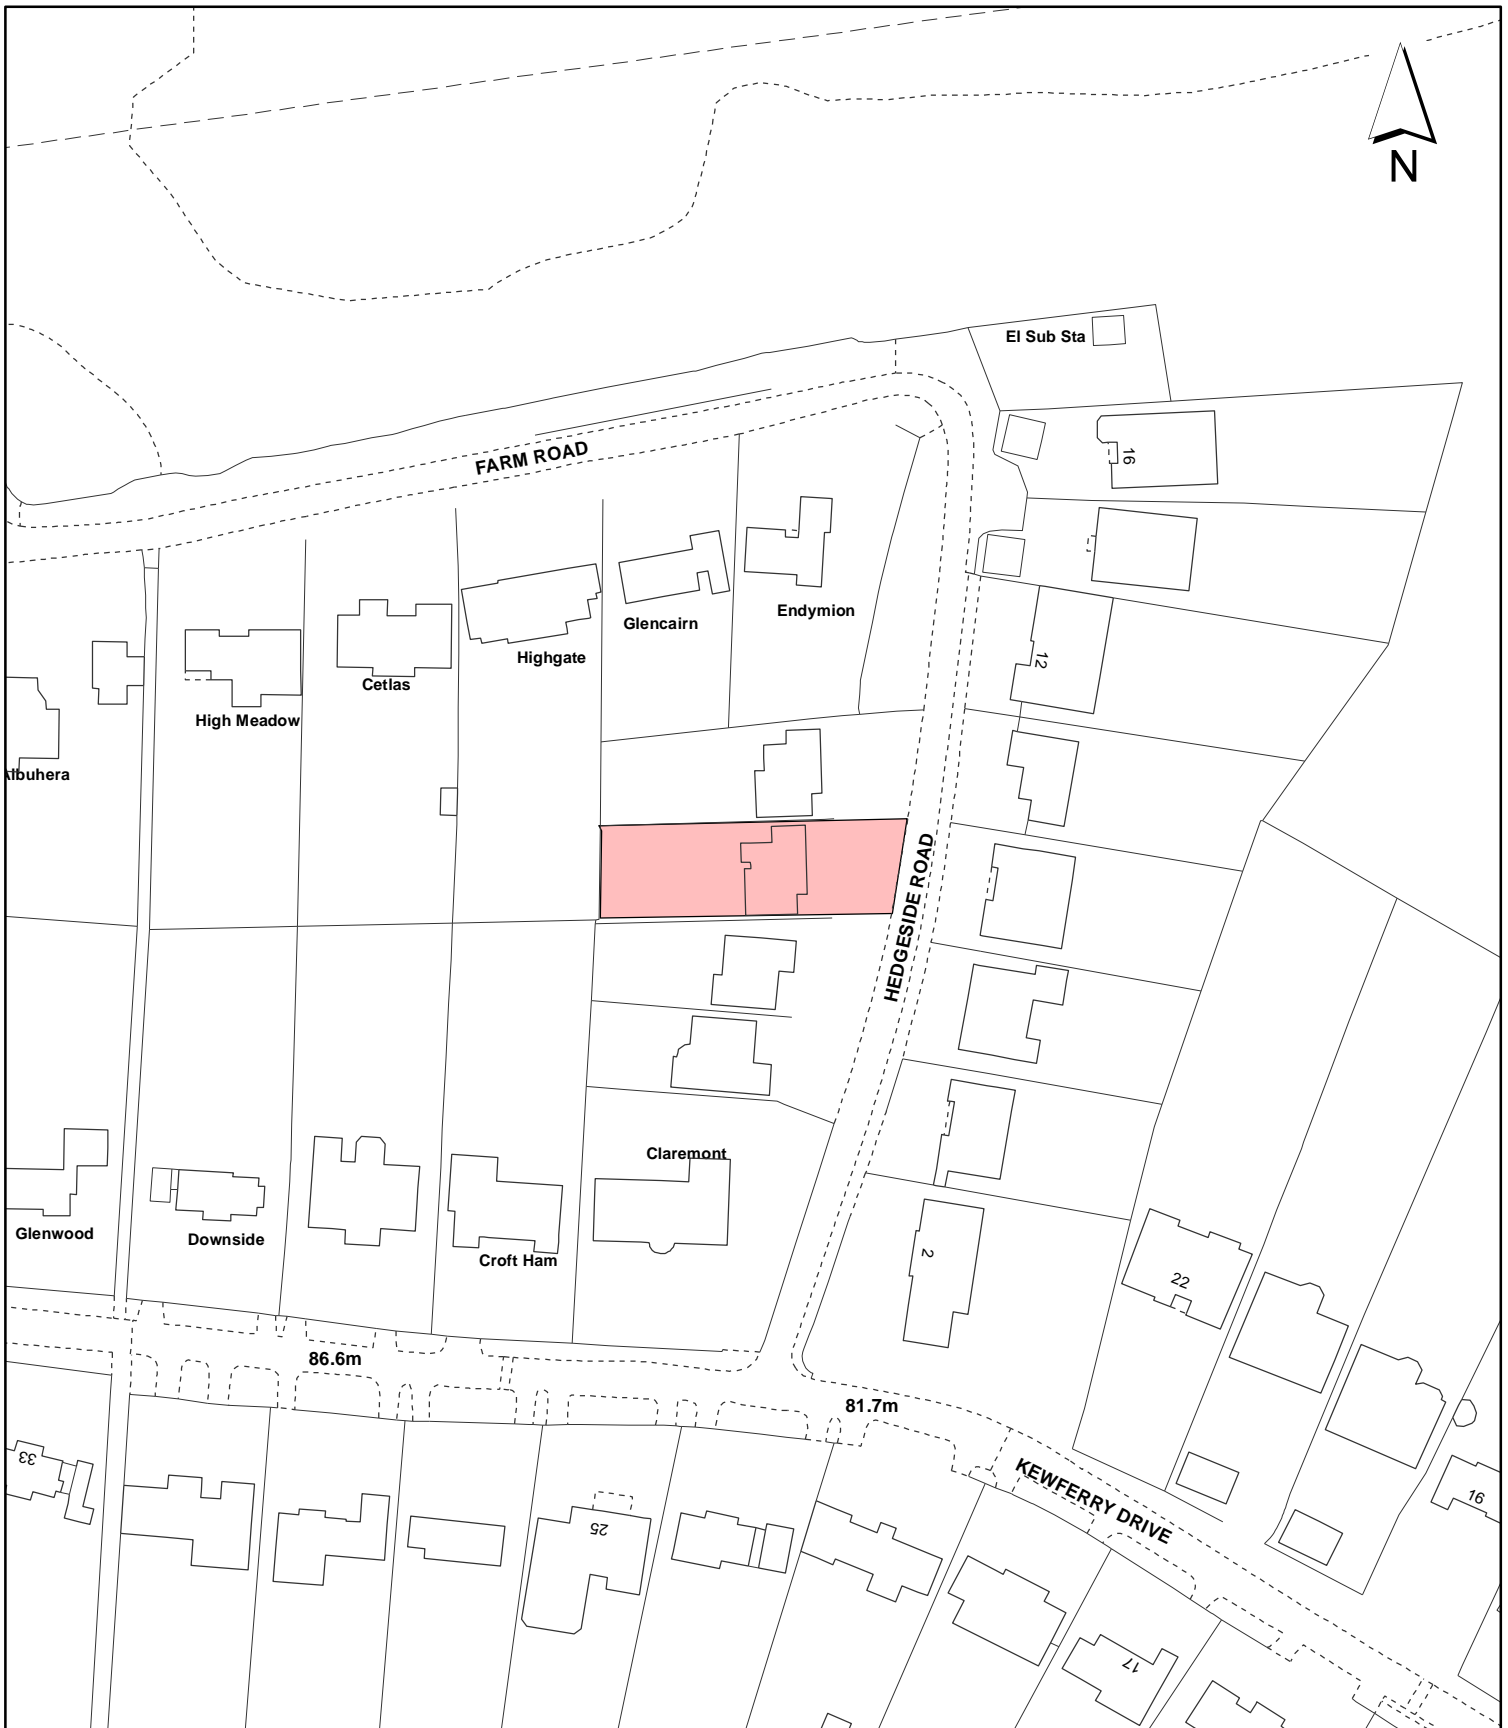 N
El Sub Sta
16
FARM ROAD
Endymion
Glencairn
Highgate
12
Cetlas
High Meadow
Albuhera
HEDGESIDE ROAD
Claremont
Glenwood
Downside
Croft Ham
2
22
86.6m
81.7m
33
KEWFERRY DRIVE
16
25
17